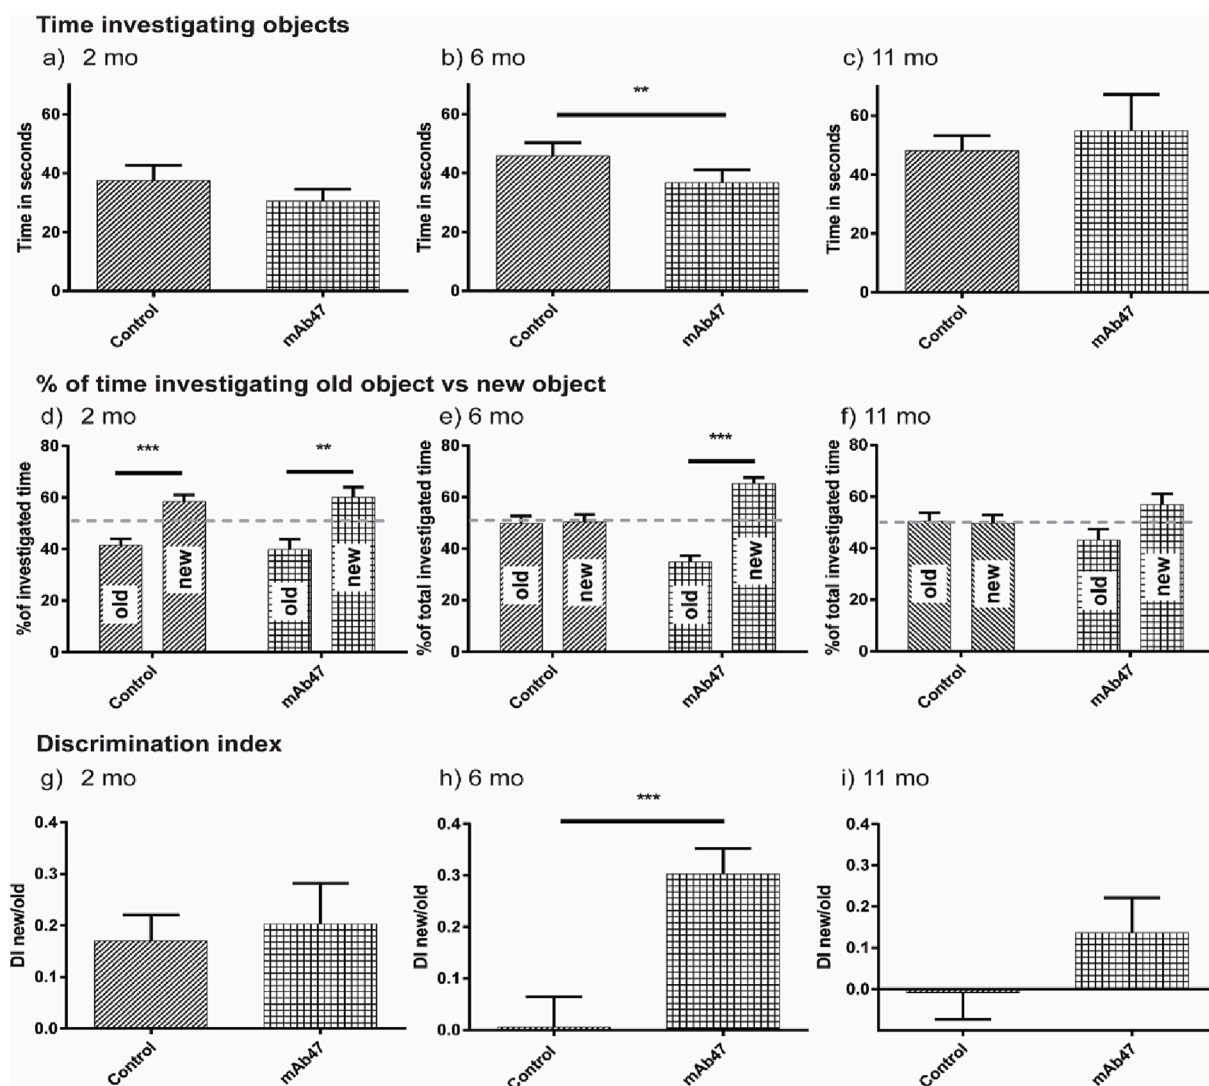 Time investigating objects
a) 2 mo
b) 6 mo
c) 11 mo
Time in seconds
60
40
20
0
Control
mAb47
**
Time in seconds
60
40
20
0
Control
mAb47
Time in seconds
60
40
20
0
Control
mAb47
% of time investigating old object vs new object
d) 2 mo
e) 6 mo
f) 11 mo
%of investigated time
80
60
40
20
0
***
**
old
new
old
new
Control
mAb47
%of total investigated time
80
60
40
20
0
***
old
new
old
new
Control
mAb47
%of total investigated time
80
60
40
20
0
old
new
old
new
Control
mAb47
Discrimination index
g) 2 mo
h) 6 mo
i) 11 mo
DI new/old
0.4
0.3
0.2
0.1
0.0
Control
mAb47
***
DI new/old
0.4
0.3
0.2
0.1
0.0
Control
mAb47
DI new/old
0.4
0.3
0.2
0.1
0.0
Control
mAb47